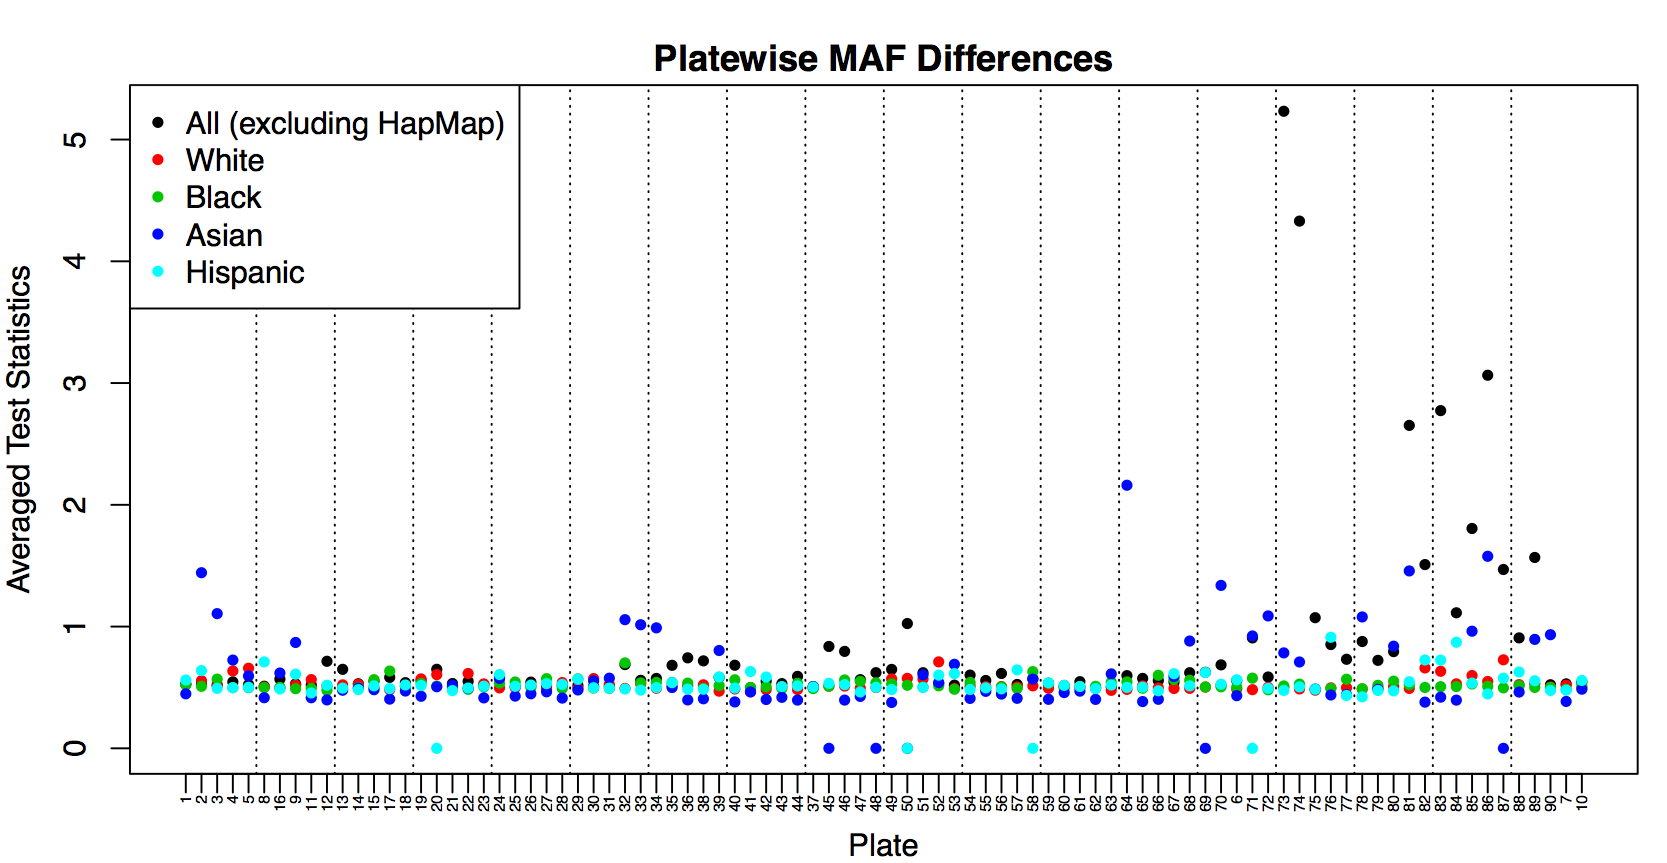 Platewise MAF Differences
All (excluding HapMap)
White
Black
Asian
Hispanic
Averaged Test Statistics
5
4
3
2
1
0
1 2 3 4 5 8 16 9 11 12 13 14 15 17 18 19 20 21 22 23 24 25 26 27 28 29 30 31 32 33 34 35 36 38 39 40 41 42 43 44 37 45 46 47 48 49 50 51 52 53 54 55 56 57 58 59 60 61 62 63 64 65 66 67 68 69 70 6 71 72 73 74 75 76 77 78 79 80 81 82 83 84 85 86 87 88 89 90 7 10
Plate